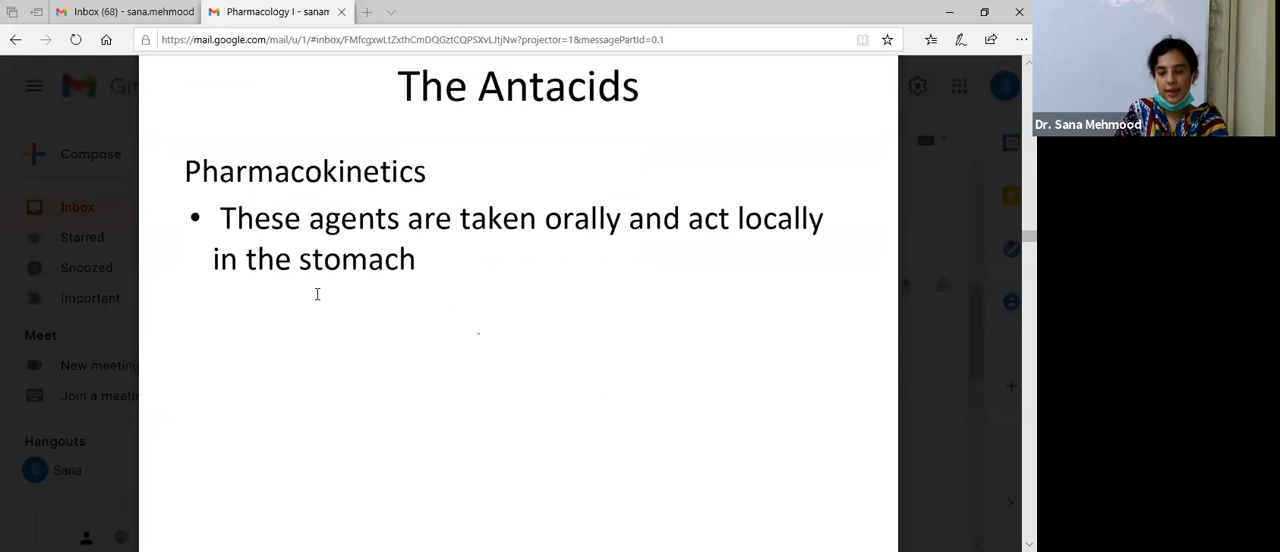 Inbox (68) - sana.mehmood
Pharmacology I - sanam
https://mail.google.com/mail/u/1/#inbox/FMfcgxwLtZxthCmDQGztCQPSXvLJtjNw?projector=1&messagePartId=0.1
Compose
Inbox
Starred
Snoozed
Important
Meet
New meeting
Join a meeti
Hangouts
Sana
The Antacids
Pharmacokinetics
• These agents are taken orally and act locally
in the stomach
Dr. Sana Mehmood